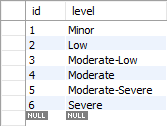 id level
1 Minor
2 Low
3 Moderate-Low
4 Moderate
5 Moderate-Severe
6 Severe
NULL NULL